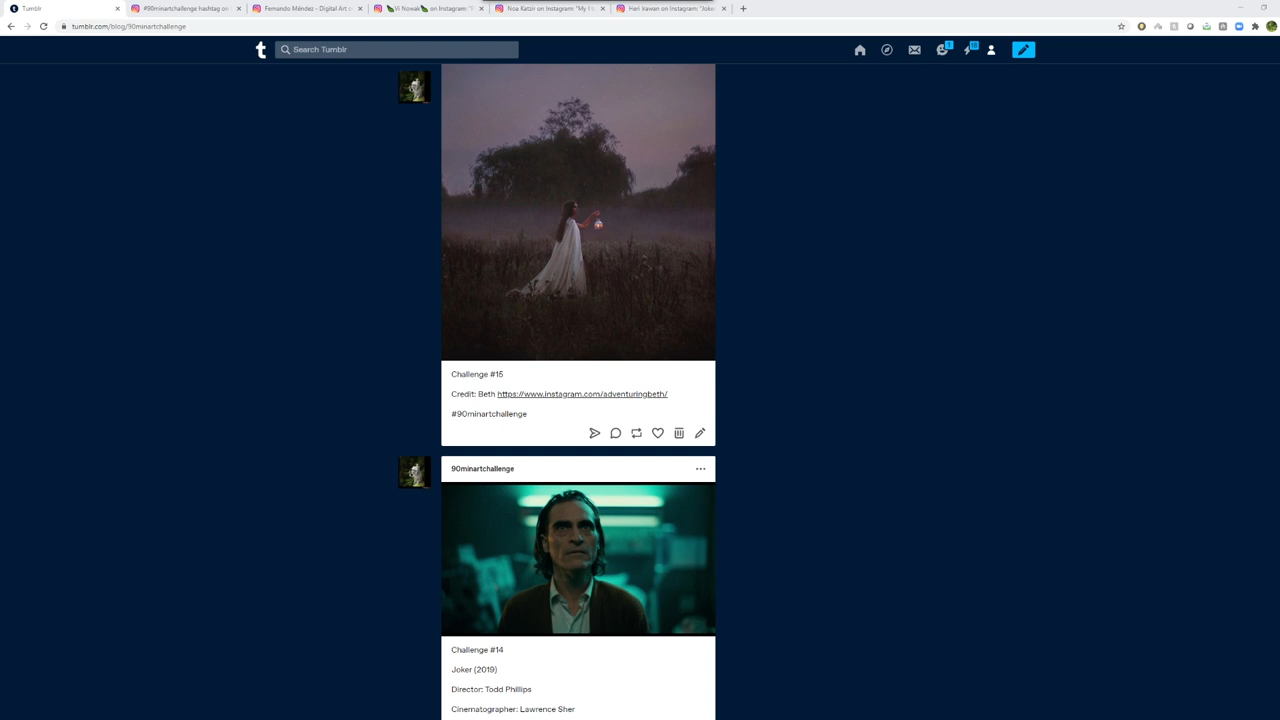 Tumblr
#90minartchallenge hashtag on
Fernando Méndez - Digital Art o
Vi Nowak
on Instagram: "F
Noa Katzir on Instagram: "My
Heri Irawan on Instagram: "Joke
tumblr.com/blog/90minartchallenge
t
Search Tumblr
Challenge #15
Credit: Beth https://www.instagram.com/adventuringbeth/
#90minartchallenge
90minartchallenge
Challenge #14
Joker (2019)
Director: Todd Phillips
Cinematographer: Lawrence Sher